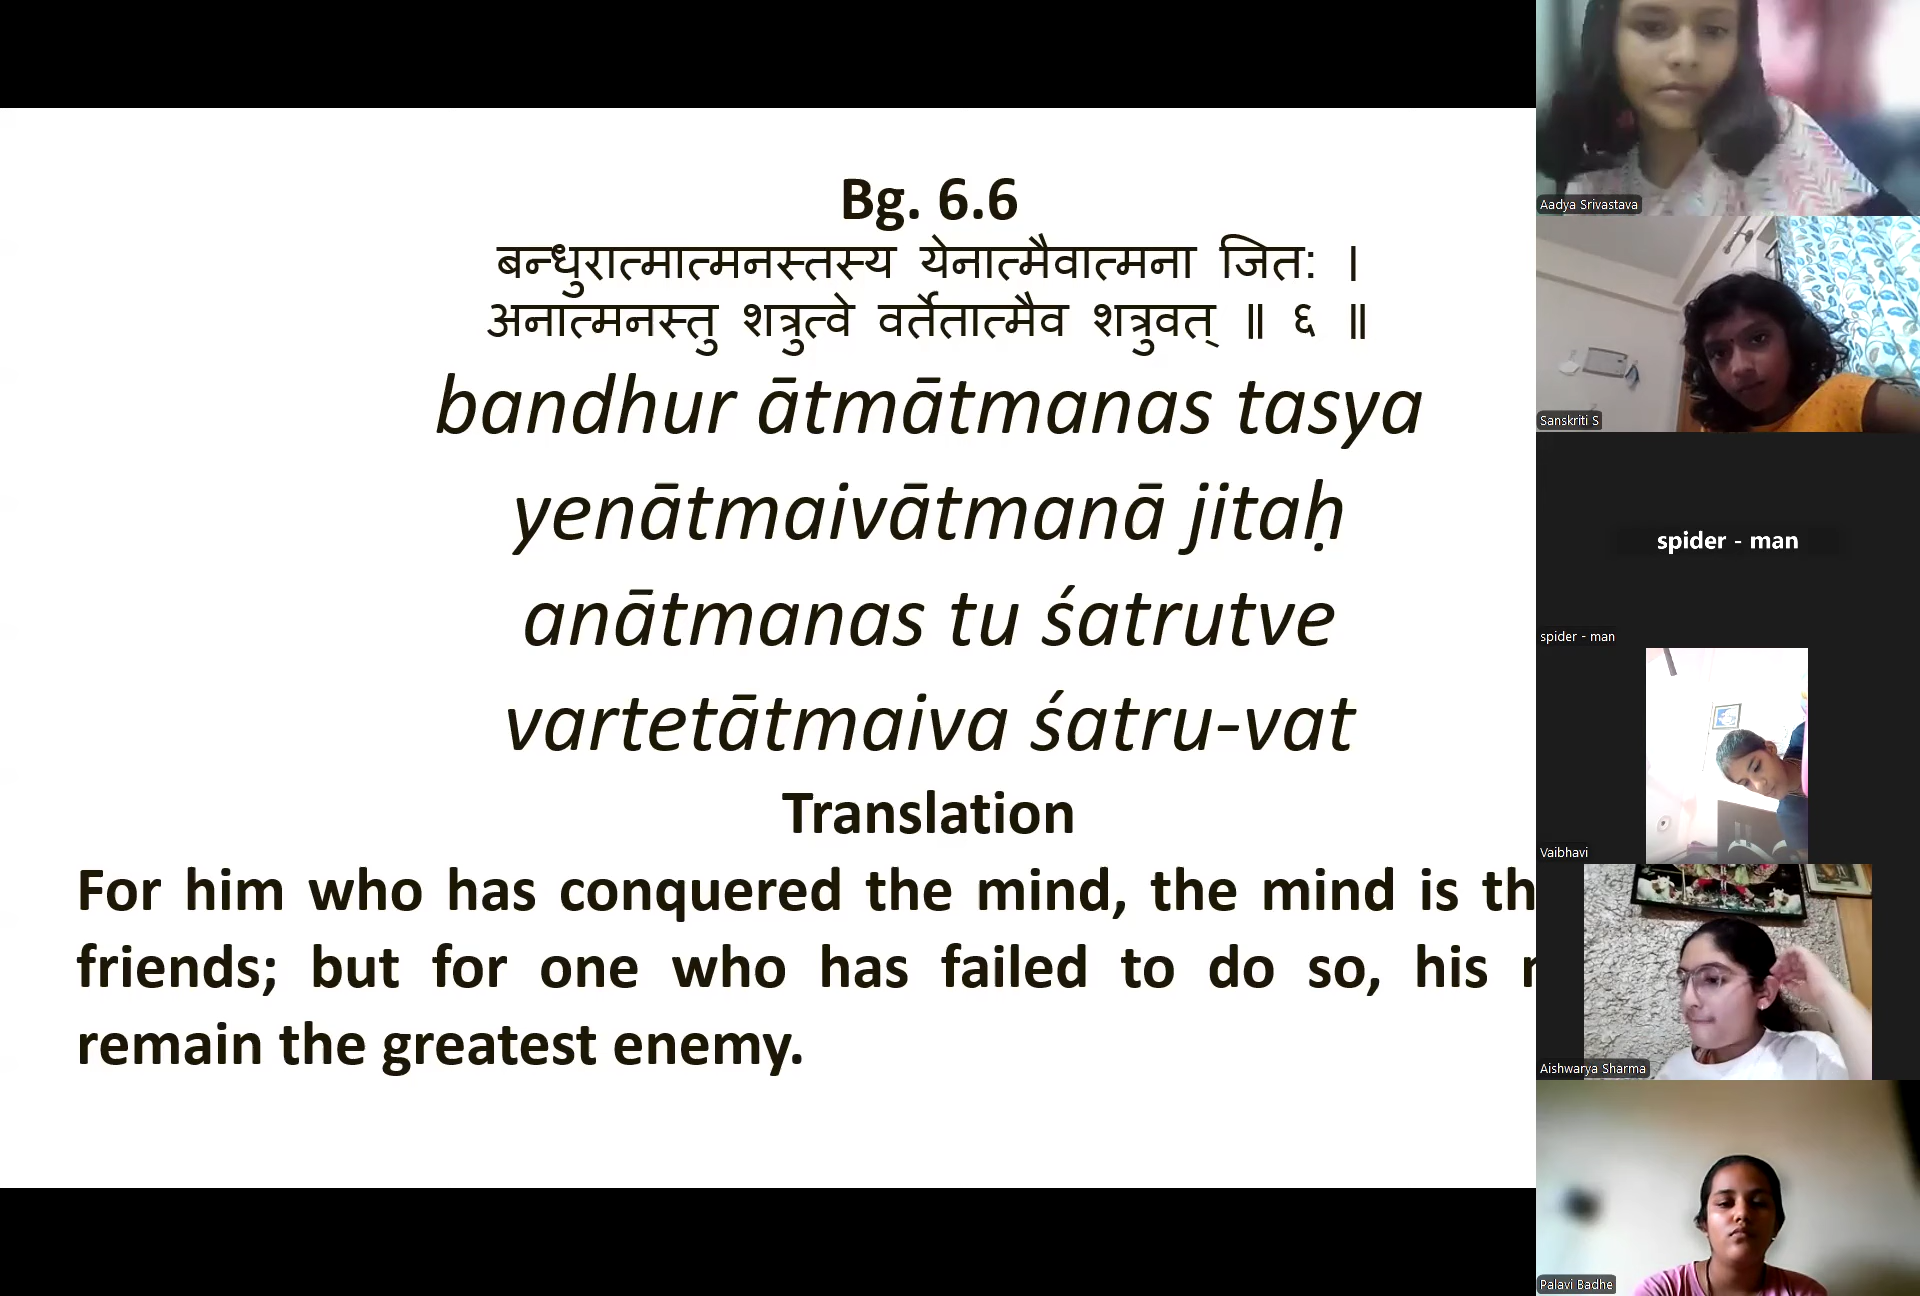 Bg. 6.6
बन्धुरात्मात्मनस्तस्य येनात्मैवात्मना जित: ।
अनात्मनस्तु शत्रुत्वे वर्तेतात्मैव शत्रुवत् ॥ ६ ॥
bandhur ātmātmanas tasya
yenātmaivātmanā jitaḥ
anātmanas tu śatrutve
vartetātmaiva śatru-vat
Translation
For him who has conquered the mind, the mind is th
friends; but for one who has failed to do so, his
remain the greatest enemy.
Aadya Srivastava
Sanskriti S
spider - man
spider - man
Vaibhavi
Aishwarya Sharma
Palavi Badhe